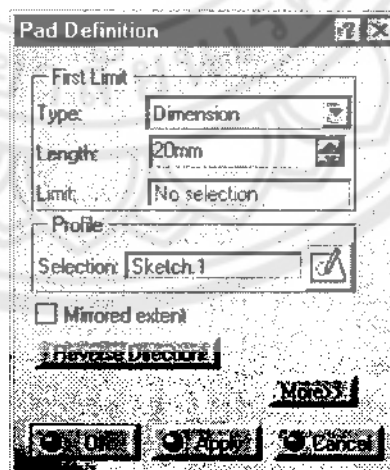 Pad Definition
First Limit
Type: Dimension
Length: 20mm
Limit: No selection
Profile
Selection: Sketch.1
Mirrored extent
Reverse Direction
More>>
OK Apply Cancel